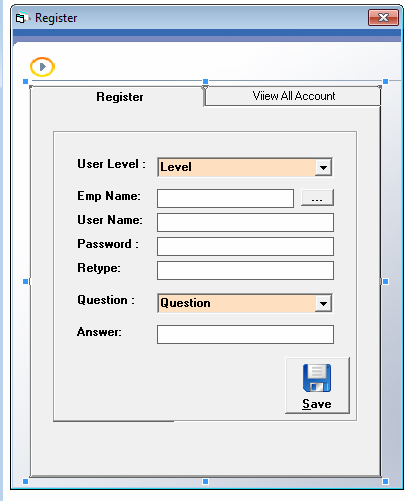 Register
Register
Viiew All Account
User Level :
Level
Emp Name:
...
User Name:
Password :
Retype:
Question :
Question
Answer:
Save